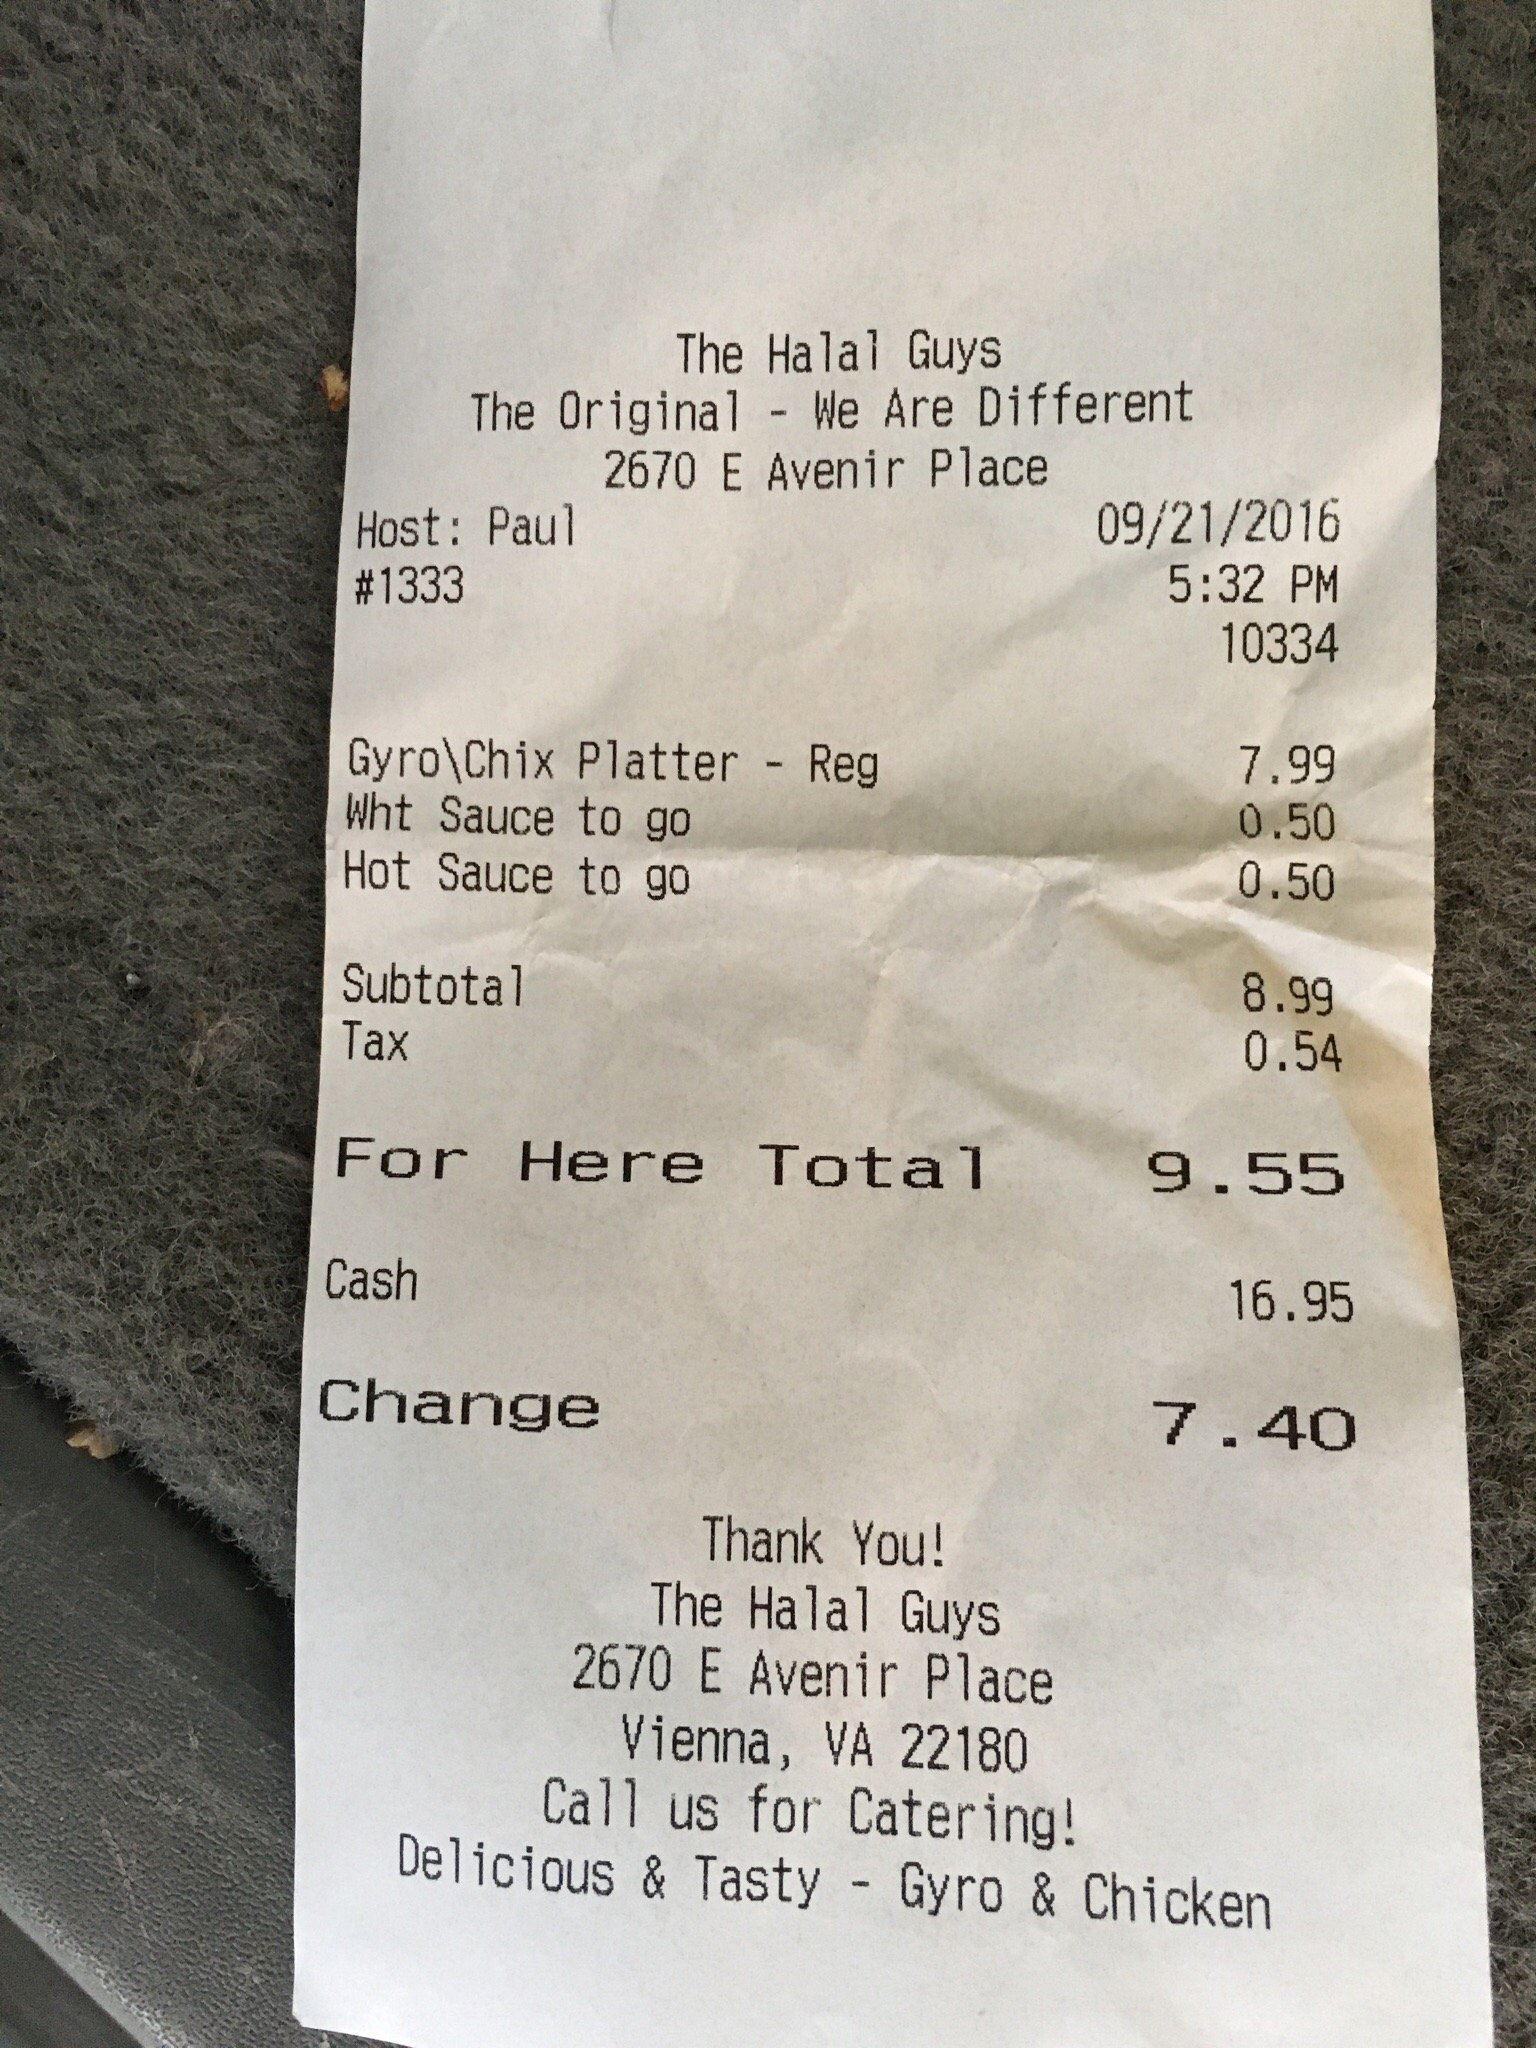 The Halal Guys
The Original - We Are Different
2670 E Avenir Place
Host: Paul 09/21/2016
#1333 5:32 PM
10334
Gyro\Chix Platter - Reg 7.99
Wht Sauce to go 0.50
Hot Sauce to go 0.50
Subtotal 8.99
Tax 0.54
For Here Total 9.55
Cash 16.95
Change 7.40
Thank You!
The Halal Guys
2670 E Avenir Place
Vienna, VA 22180
Call us for Catering!
Delicious & Tasty - Gyro & Chicken